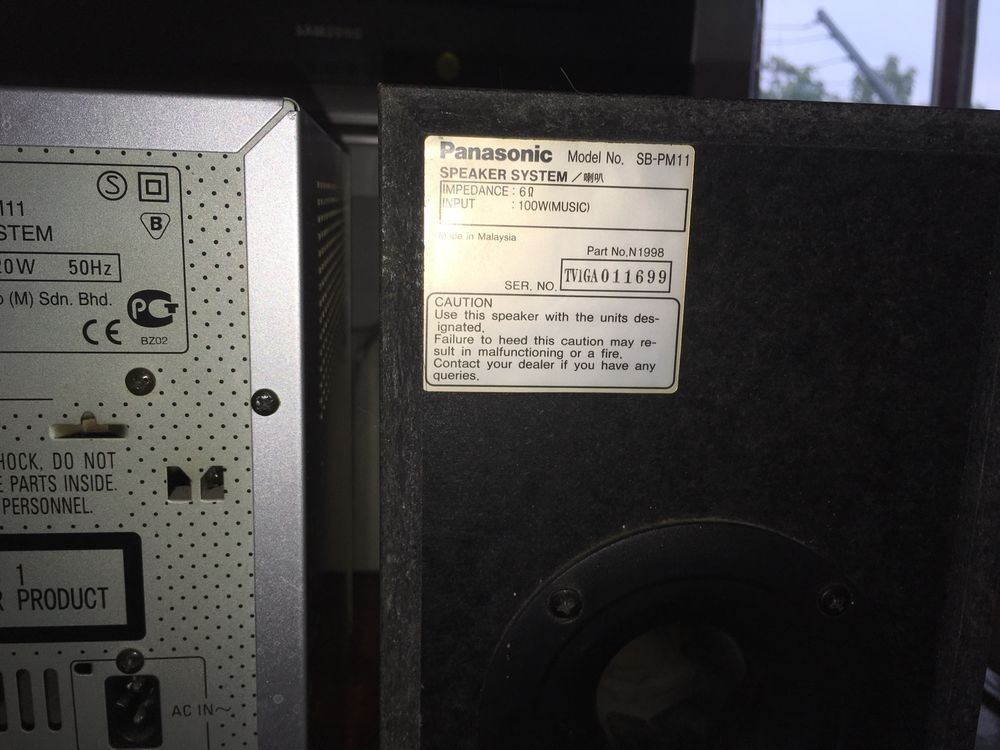 SAMSUNG
S
11
STEM
20W 50Hz
o (M) Sdn. Bhd.
B
PCT
CE
BZ02
HOCK, DO NOT
E PARTS INSIDE.
PERSONNEL.
1
R PRODUCT
AC IN~
Panasonic Model No. SB-PM11
SPEAKER SYSTEM/喇叭
IMPEDANCE : 6Ω
INPUT : 100W(MUSIC)
Made in Malaysia
Part No.N1998
SER. NO. TV1GA011699
CAUTION
Use this speaker with the units des-
ignated.
Failure to heed this caution may re-
sult in malfunctioning or a fire.
Contact your dealer if you have any
queries.